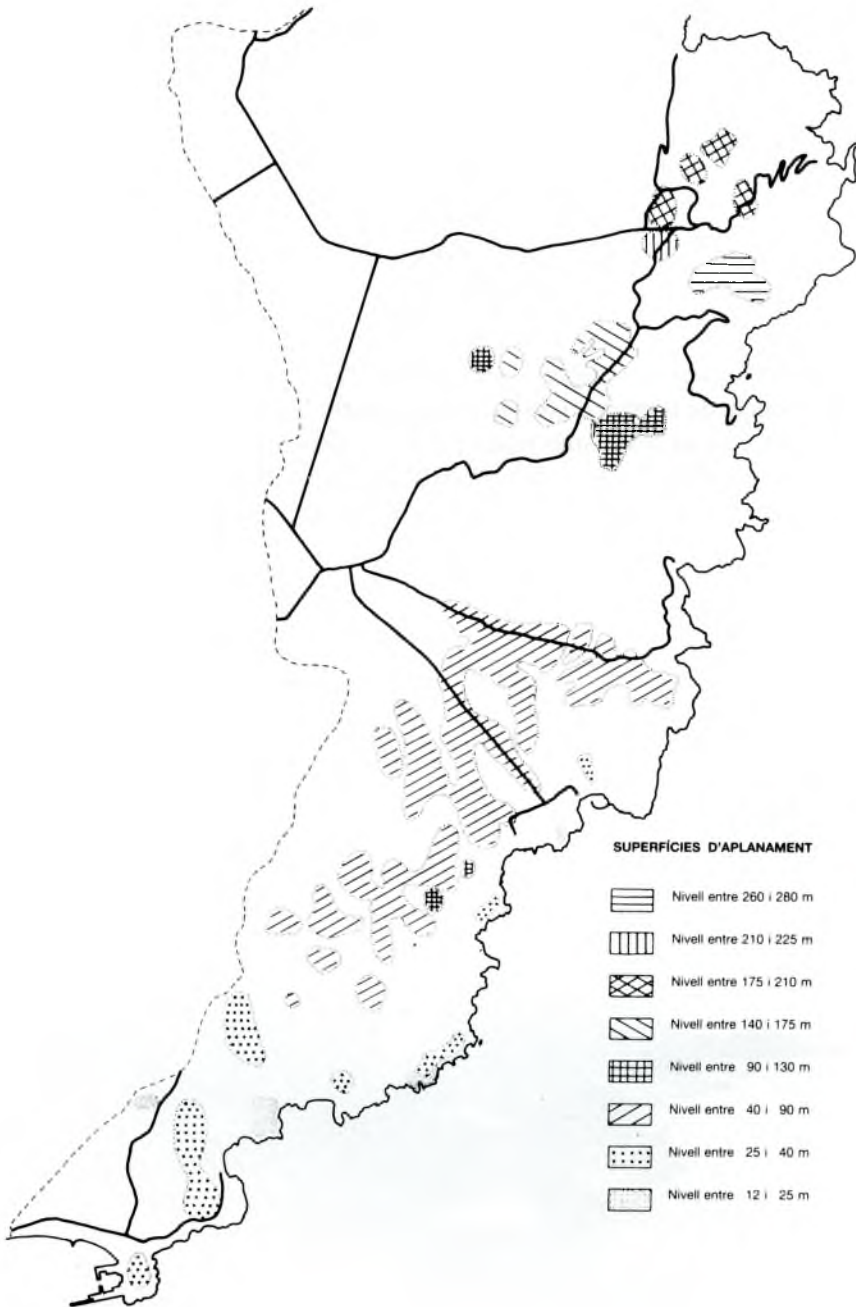 SUPERFÍCIES D'APLANAMENT
Nivell entre 260 i 280 m
Nivell entre 210 i 225 m
Nivell entre 175 i 210 m
Nivell entre 140 i 175 m
Nivell entre 90 i 130 m
Nivell entre 40 i 90 m
Nivell entre 25 i 40 m
Nivell entre 12 i 25 m